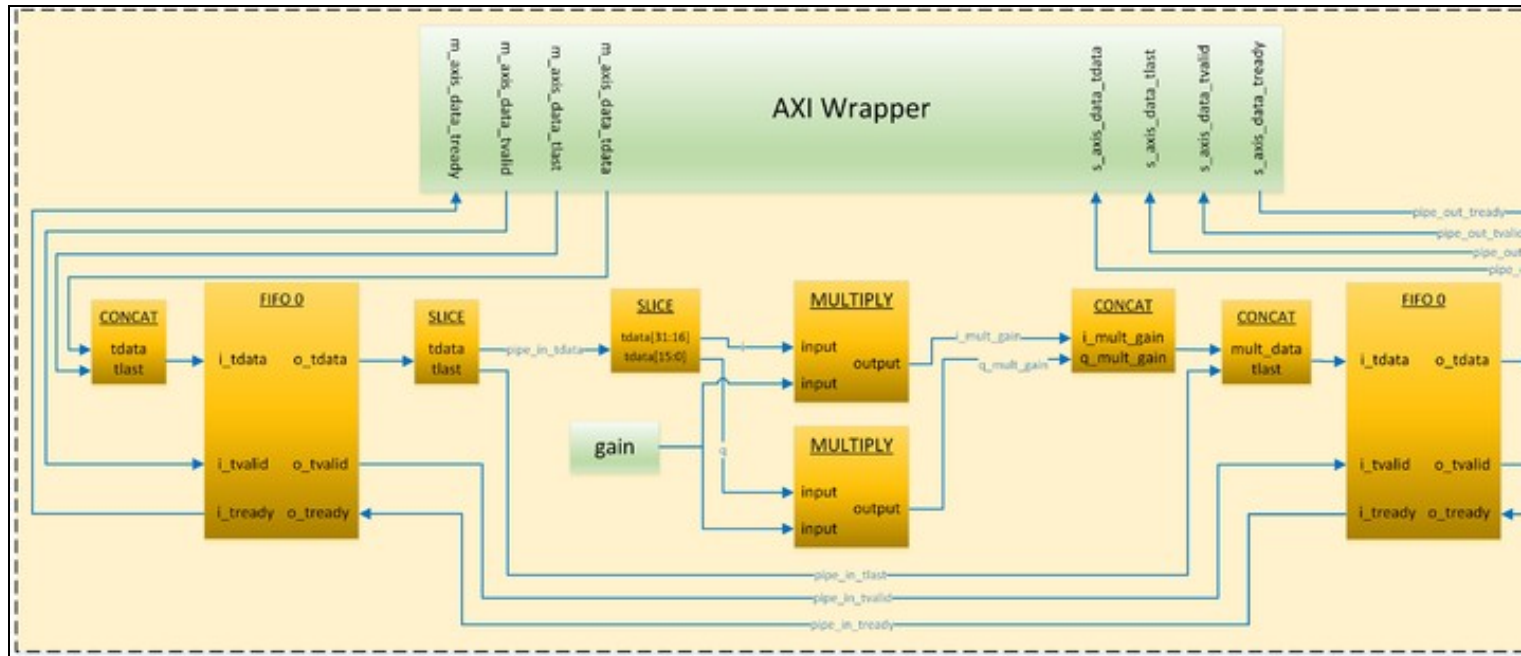 m_axis_data_tready
m_axis_data_tvalid
m_axis_data_tlast
m_axis_data_tdata
AXI Wrapper
s_axis_data_tdata
s_axis_data_tlast
s_axis_data_tvalid
s_axis_data_tready
pipe_out_tready
pipe_out_tvalid
pipe_out
CONCAT
tdata
tlast
FIFO 0
i_tdata o_tdata
i_tvalid o_tvalid
i_tready o_tready
SLICE
tdata
tlast
pipe_in_tdata
SLICE
tdata[31:16]
tdata[15:0]
i
q
gain
MULTIPLY
input
input
output
MULTIPLY
input
input
output
i_mult_gain
q_mult_gain
CONCAT
i_mult_gain
q_mult_gain
CONCAT
mult_data
tlast
FIFO 0
i_tdata o_tdata
i_tvalid o_tvalid
i_tready o_tready
pipe_in_tlast
pipe_in_tvalid
pipe_in_tready